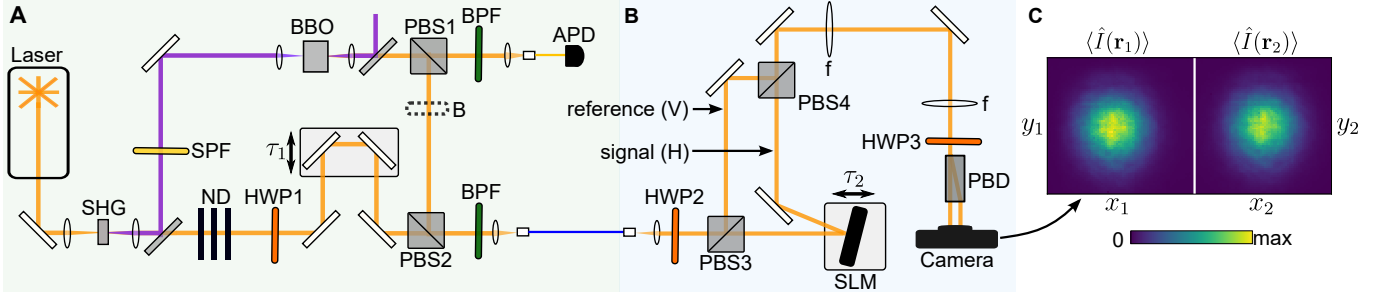 A
Laser
SHG
SPF
ND
HWP1
τ1
BBO
PBS1
BPF
APD
B
PBS2
BPF
B
reference (V)
signal (H)
HWP2
PBS3
PBS4
f
τ2
SLM
f
HWP3
PBD
Camera
C
⟨Î(r₁)⟩
⟨Î(r₂)⟩
y₁
y₂
x₁
x₂
0
max